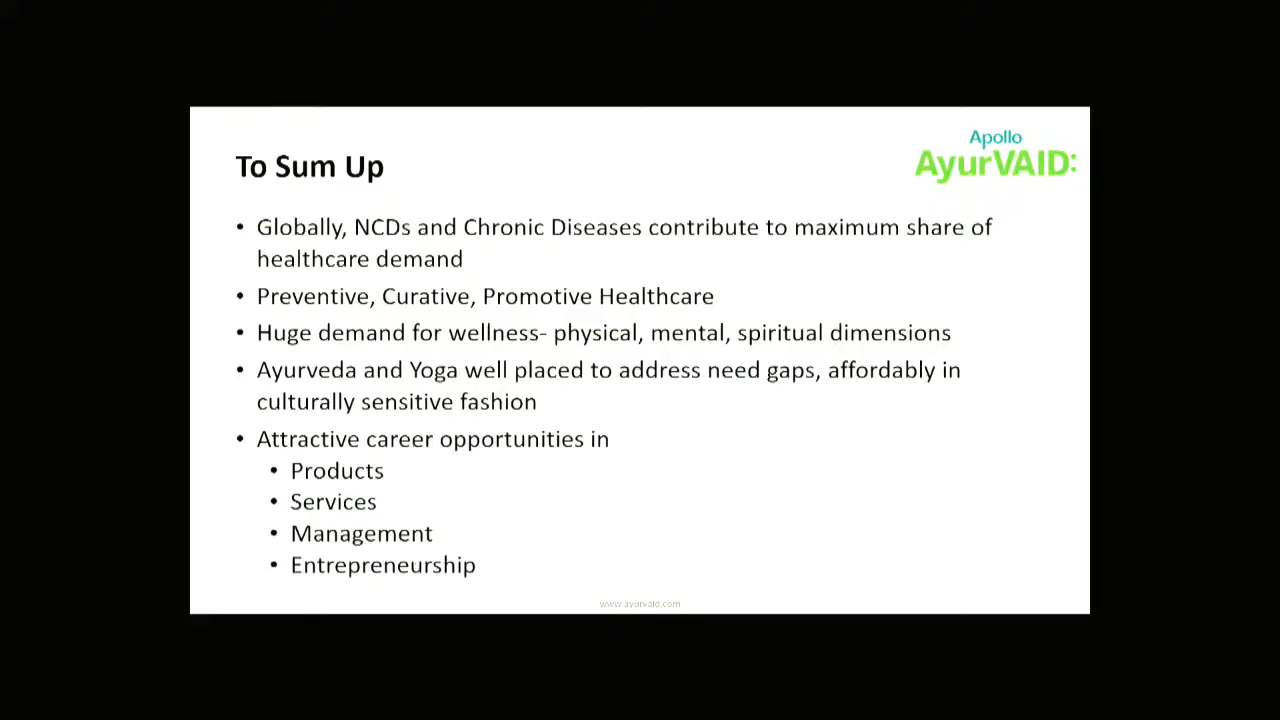 Apollo
AyurVAID:
To Sum Up
• Globally, NCDs and Chronic Diseases contribute to maximum share of
healthcare demand
• Preventive, Curative, Promotive Healthcare
• Huge demand for wellness- physical, mental, spiritual dimensions
• Ayurveda and Yoga well placed to address need gaps, affordably in
culturally sensitive fashion
• Attractive career opportunities in
• Products
• Services
• Management
• Entrepreneurship
www.ayurvaid.com